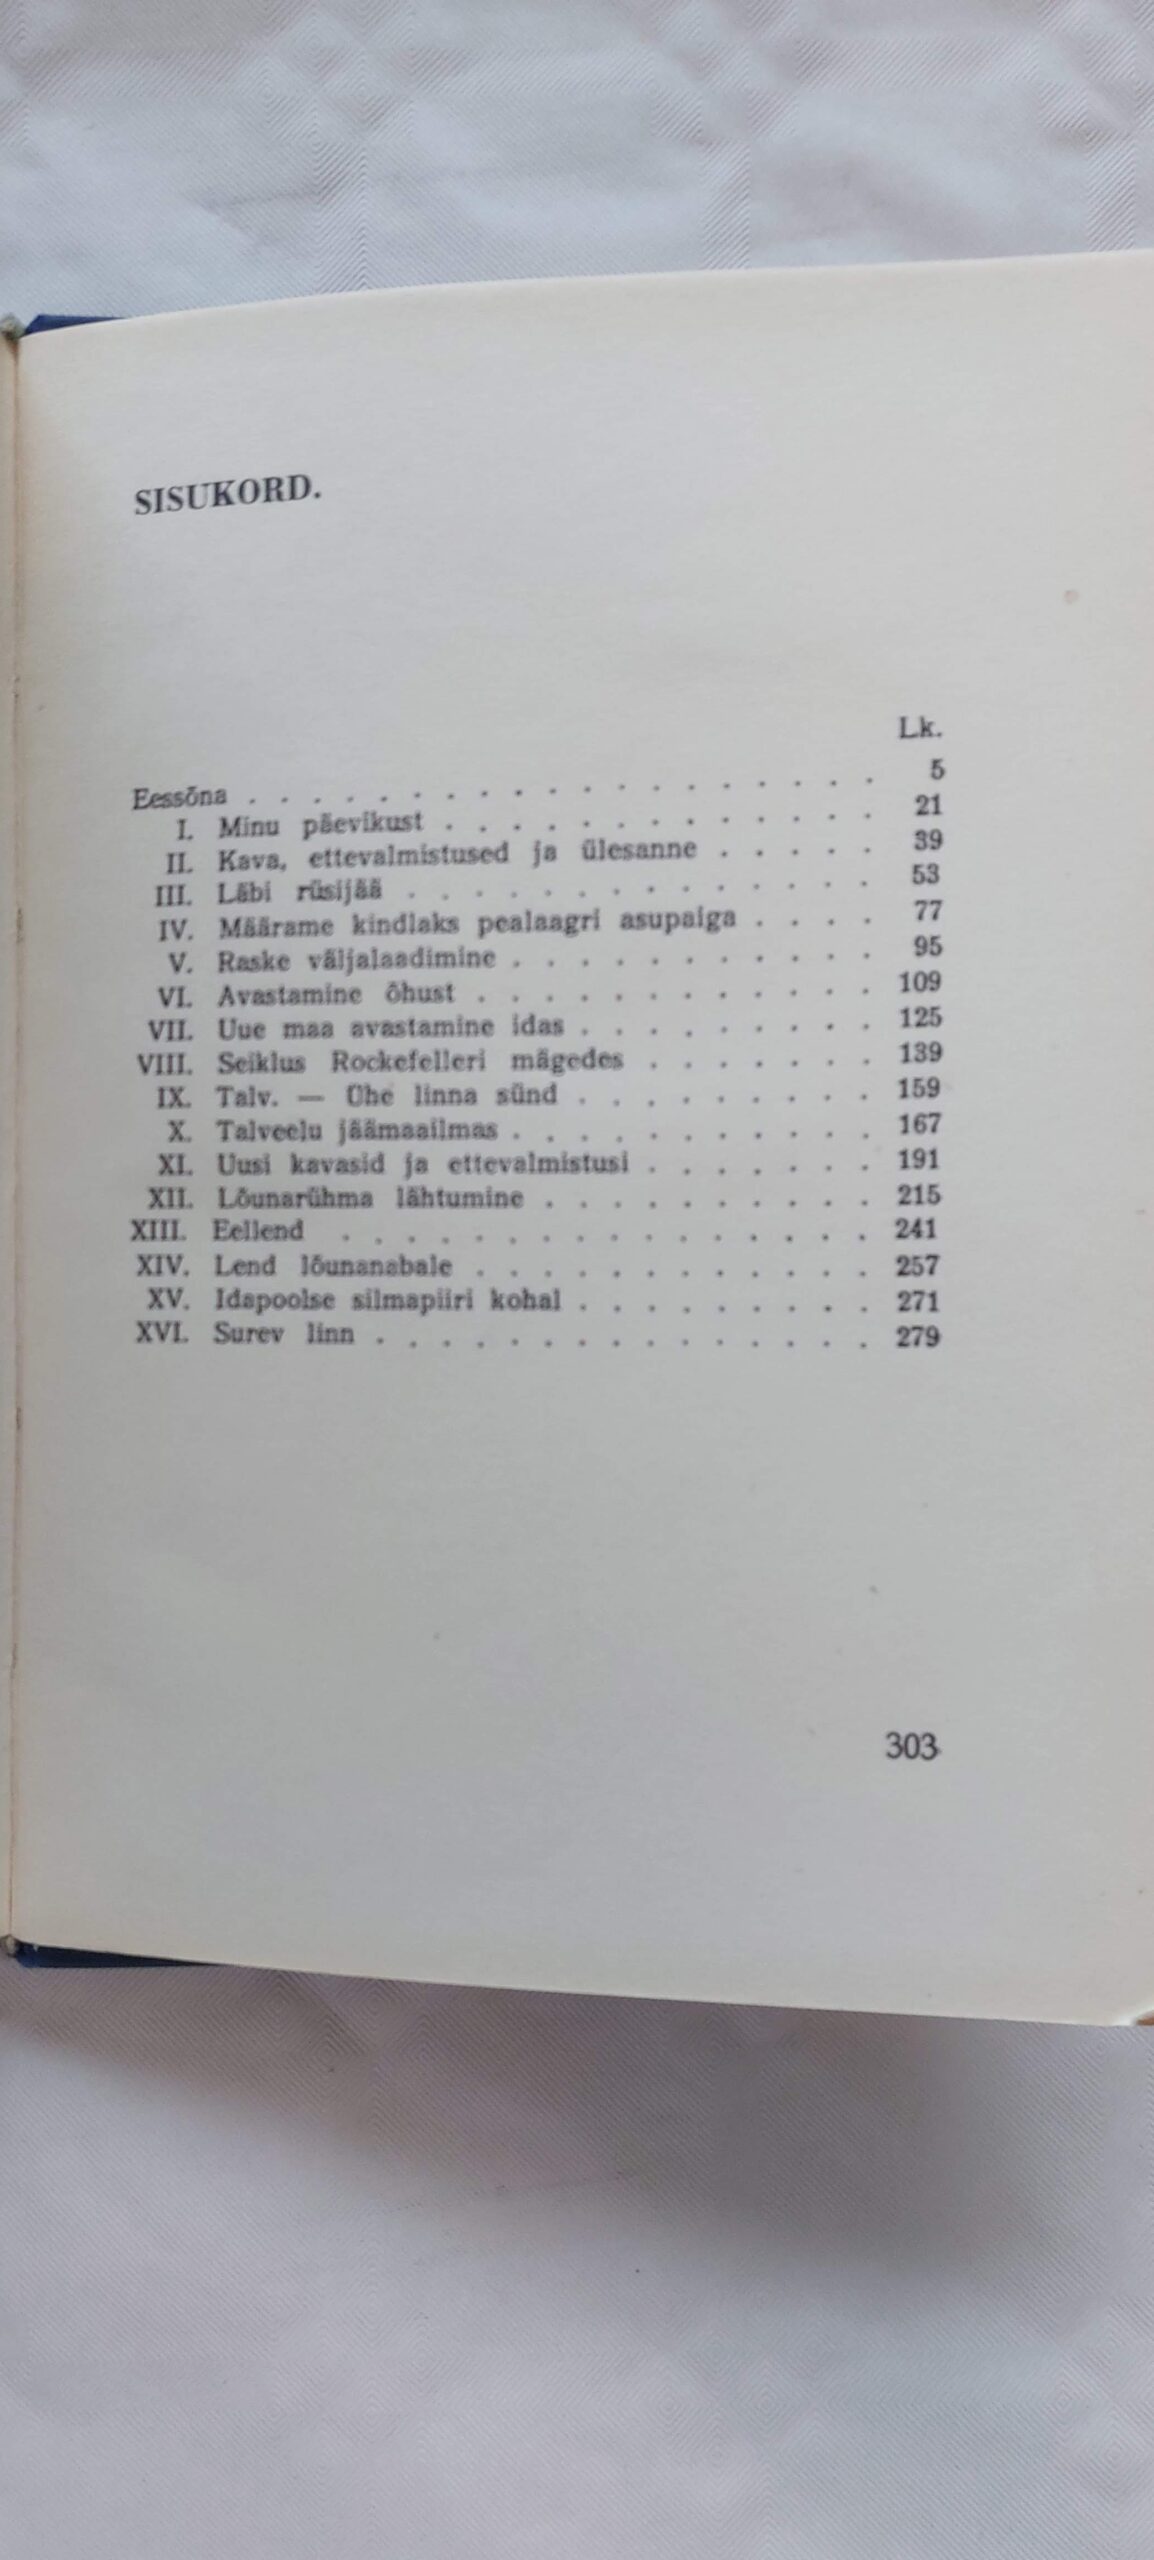 SISUKORD.
Lk.
Eessõna . . . . . . . . . . . . . . . . . . . 5
I. Minu päevikust . . . . . . . . . . . . . 21
II. Kava, ettevalmistused ja ülesanne . . . . . 39
III. Läbi rüsijää . . . . . . . . . . . . . . 53
IV. Määrame kindlaks pealaagri asupaiga . . . . 77
V. Raske väljalaadimine . . . . . . . . . . . 95
VI. Avastamine õhust . . . . . . . . . . . . 109
VII. Uue maa avastamine idas . . . . . . . . . 125
VIII. Seiklus Rockefelleri mägedes . . . . . . . 139
IX. Talv. — Ühe linna sünd . . . . . . . . . 159
X. Talveelu jäämaailmas . . . . . . . . . . . 167
XI. Uusi kavasid ja ettevalmistusi . . . . . . . 191
XII. Lõunarühma lähtumine . . . . . . . . . . 215
XIII. Eellend . . . . . . . . . . . . . . . . 241
XIV. Lend lõunanabale . . . . . . . . . . . . 257
XV. Idapoolse silmapiiri kohal . . . . . . . . . 271
XVI. Surev linn . . . . . . . . . . . . . . . 279
303